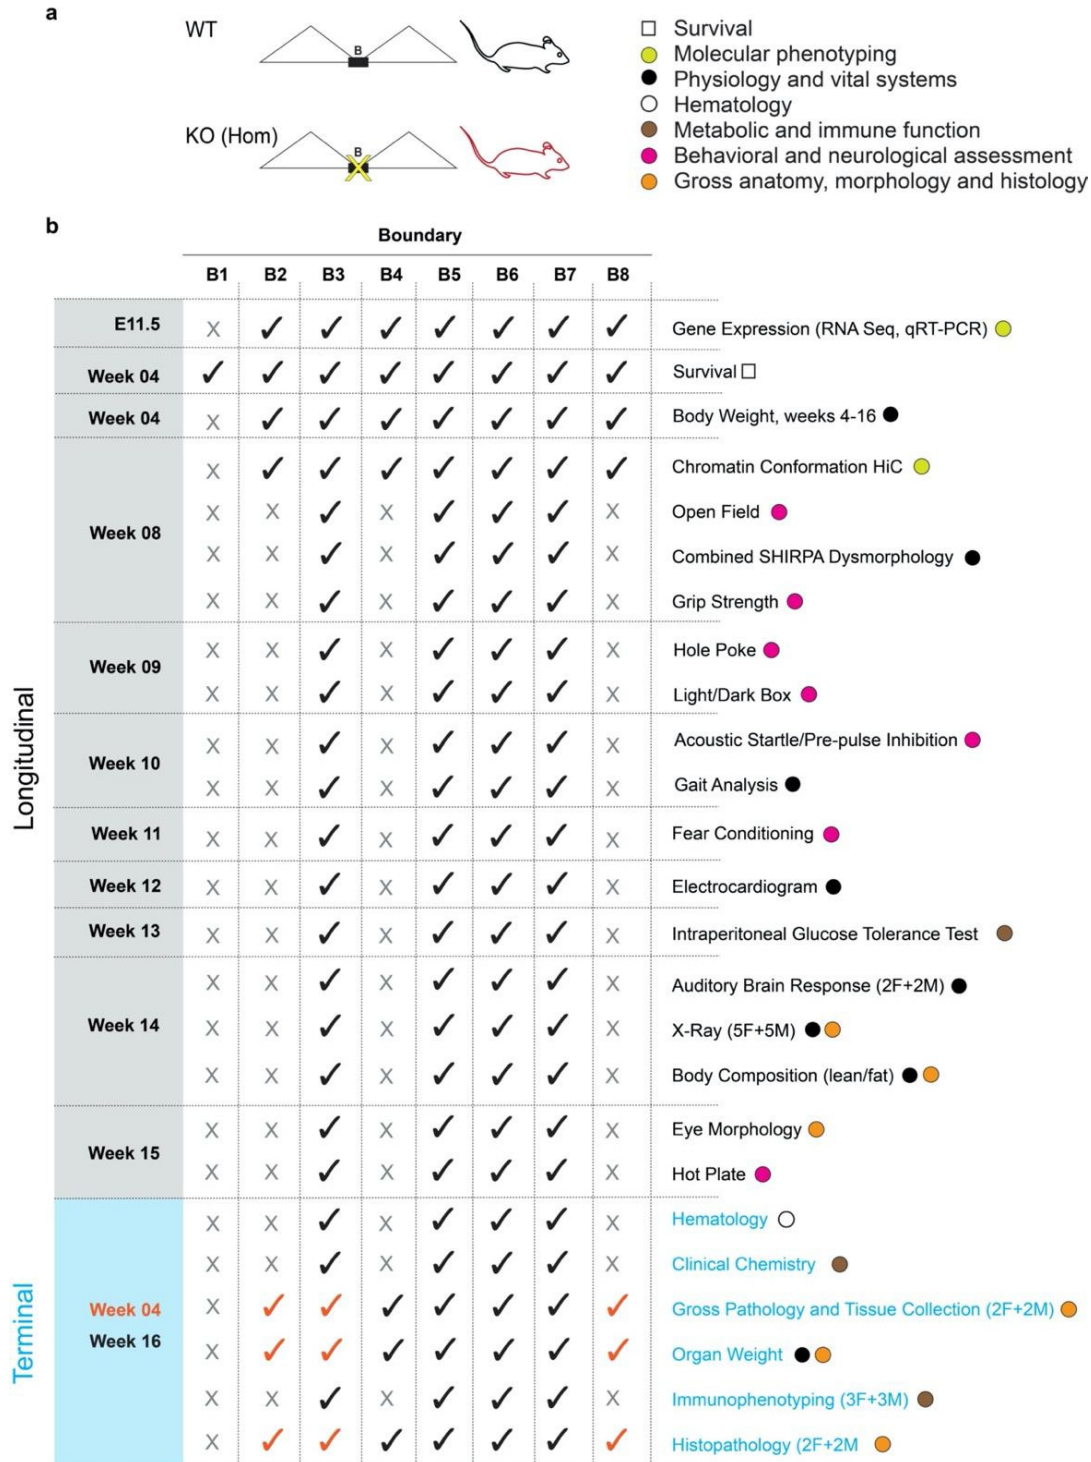 a
WT
B
KO (Hom)
B
Survival
Molecular phenotyping
Physiology and vital systems
Hematology
Metabolic and immune function
Behavioral and neurological assessment
Gross anatomy, morphology and histology
b
Boundary
B1 B2 B3 B4 B5 B6 B7 B8
Longitudinal
E11.5 X ✓ ✓ ✓ ✓ ✓ ✓ ✓ Gene Expression (RNA Seq, qRT-PCR)
Week 04 ✓ ✓ ✓ ✓ ✓ ✓ ✓ ✓ Survival
Week 04 X ✓ ✓ ✓ ✓ ✓ ✓ ✓ Body Weight, weeks 4-16
Week 08
X ✓ ✓ ✓ ✓ ✓ ✓ ✓ Chromatin Conformation HiC
X X ✓ X ✓ ✓ ✓ X Open Field
X X ✓ X ✓ ✓ ✓ X Combined SHIRPA Dysmorphology
X X ✓ X ✓ ✓ ✓ X Grip Strength
Week 09
X X ✓ X ✓ ✓ ✓ X Hole Poke
X X ✓ X ✓ ✓ ✓ X Light/Dark Box
Week 10
X X ✓ X ✓ ✓ ✓ X Acoustic Startle/Pre-pulse Inhibition
X X ✓ X ✓ ✓ ✓ X Gait Analysis
Week 11 X X ✓ X ✓ ✓ ✓ X Fear Conditioning
Week 12 X X ✓ X ✓ ✓ ✓ X Electrocardiogram
Week 13 X X ✓ X ✓ ✓ ✓ X Intraperitoneal Glucose Tolerance Test
Week 14
X X ✓ X ✓ ✓ ✓ X Auditory Brain Response (2F+2M)
X X ✓ X ✓ ✓ ✓ X X-Ray (5F+5M)
X X ✓ X ✓ ✓ ✓ X Body Composition (lean/fat)
Week 15
X X ✓ X ✓ ✓ ✓ X Eye Morphology
X X ✓ X ✓ ✓ ✓ X Hot Plate
Terminal
Week 04
Week 16
X X ✓ X ✓ ✓ ✓ X Hematology
X X ✓ X ✓ ✓ ✓ X Clinical Chemistry
X ✓ ✓ ✓ ✓ ✓ ✓ ✓ Gross Pathology and Tissue Collection (2F+2M)
X ✓ ✓ ✓ ✓ ✓ ✓ ✓ Organ Weight
X X ✓ X ✓ ✓ ✓ X Immunophenotyping (3F+3M)
X ✓ ✓ ✓ ✓ ✓ ✓ ✓ Histopathology (2F+2M